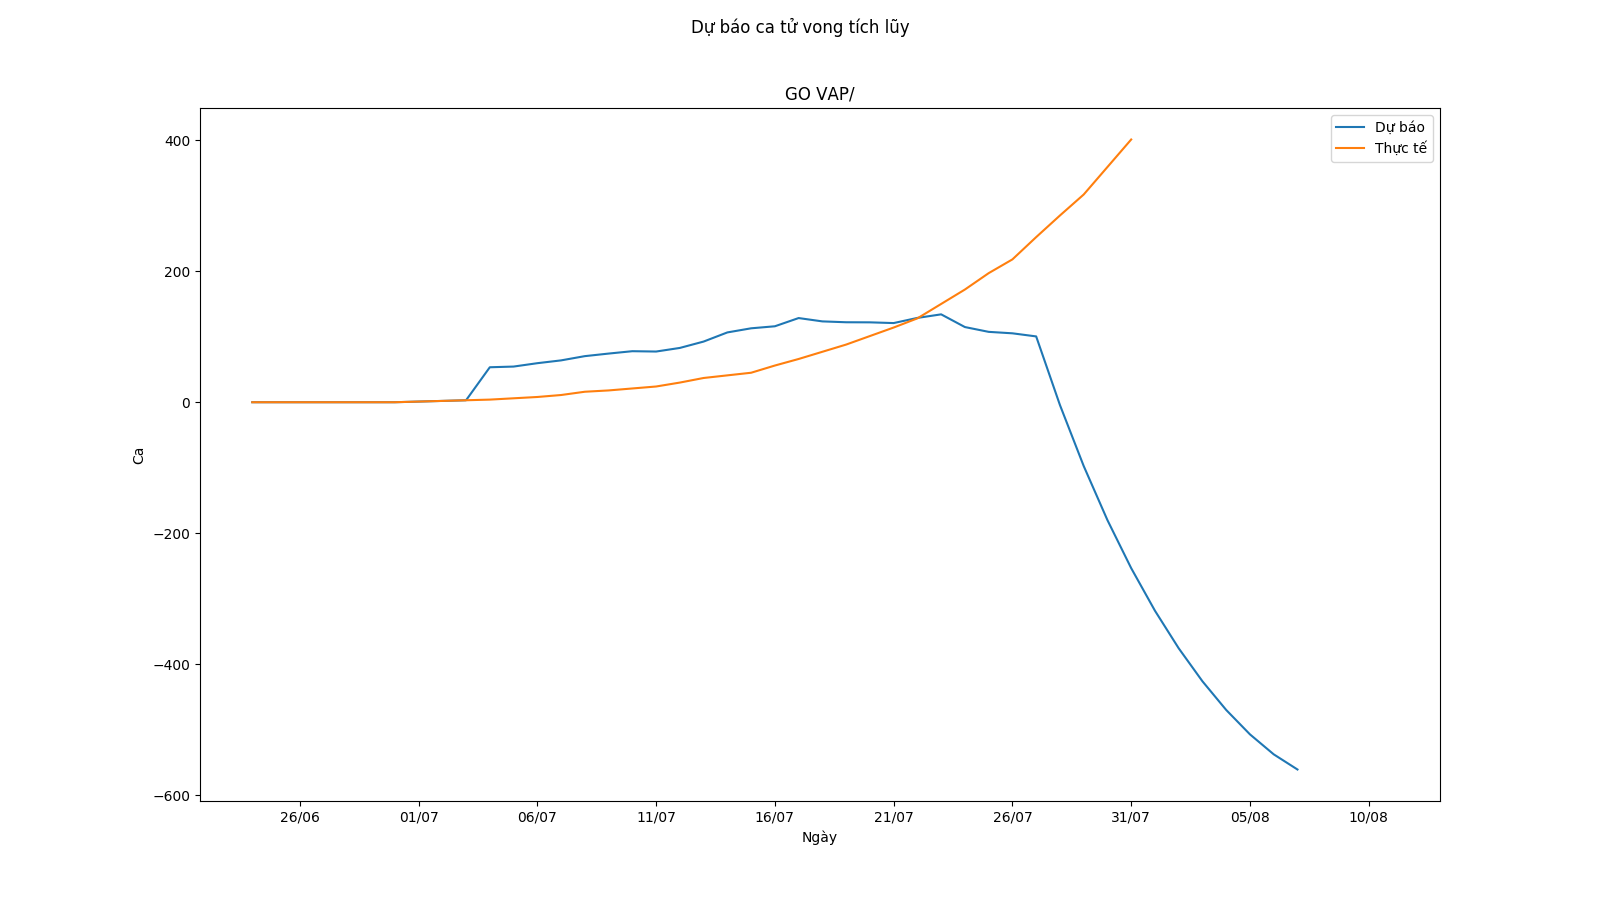 Dự báo ca tử vong tích lũy
GO VAP/
Dự báo
Thực tế
400
200
0
−200
−400
−600
Ca
26/06
01/07
06/07
11/07
16/07
21/07
26/07
31/07
05/08
10/08
Ngày